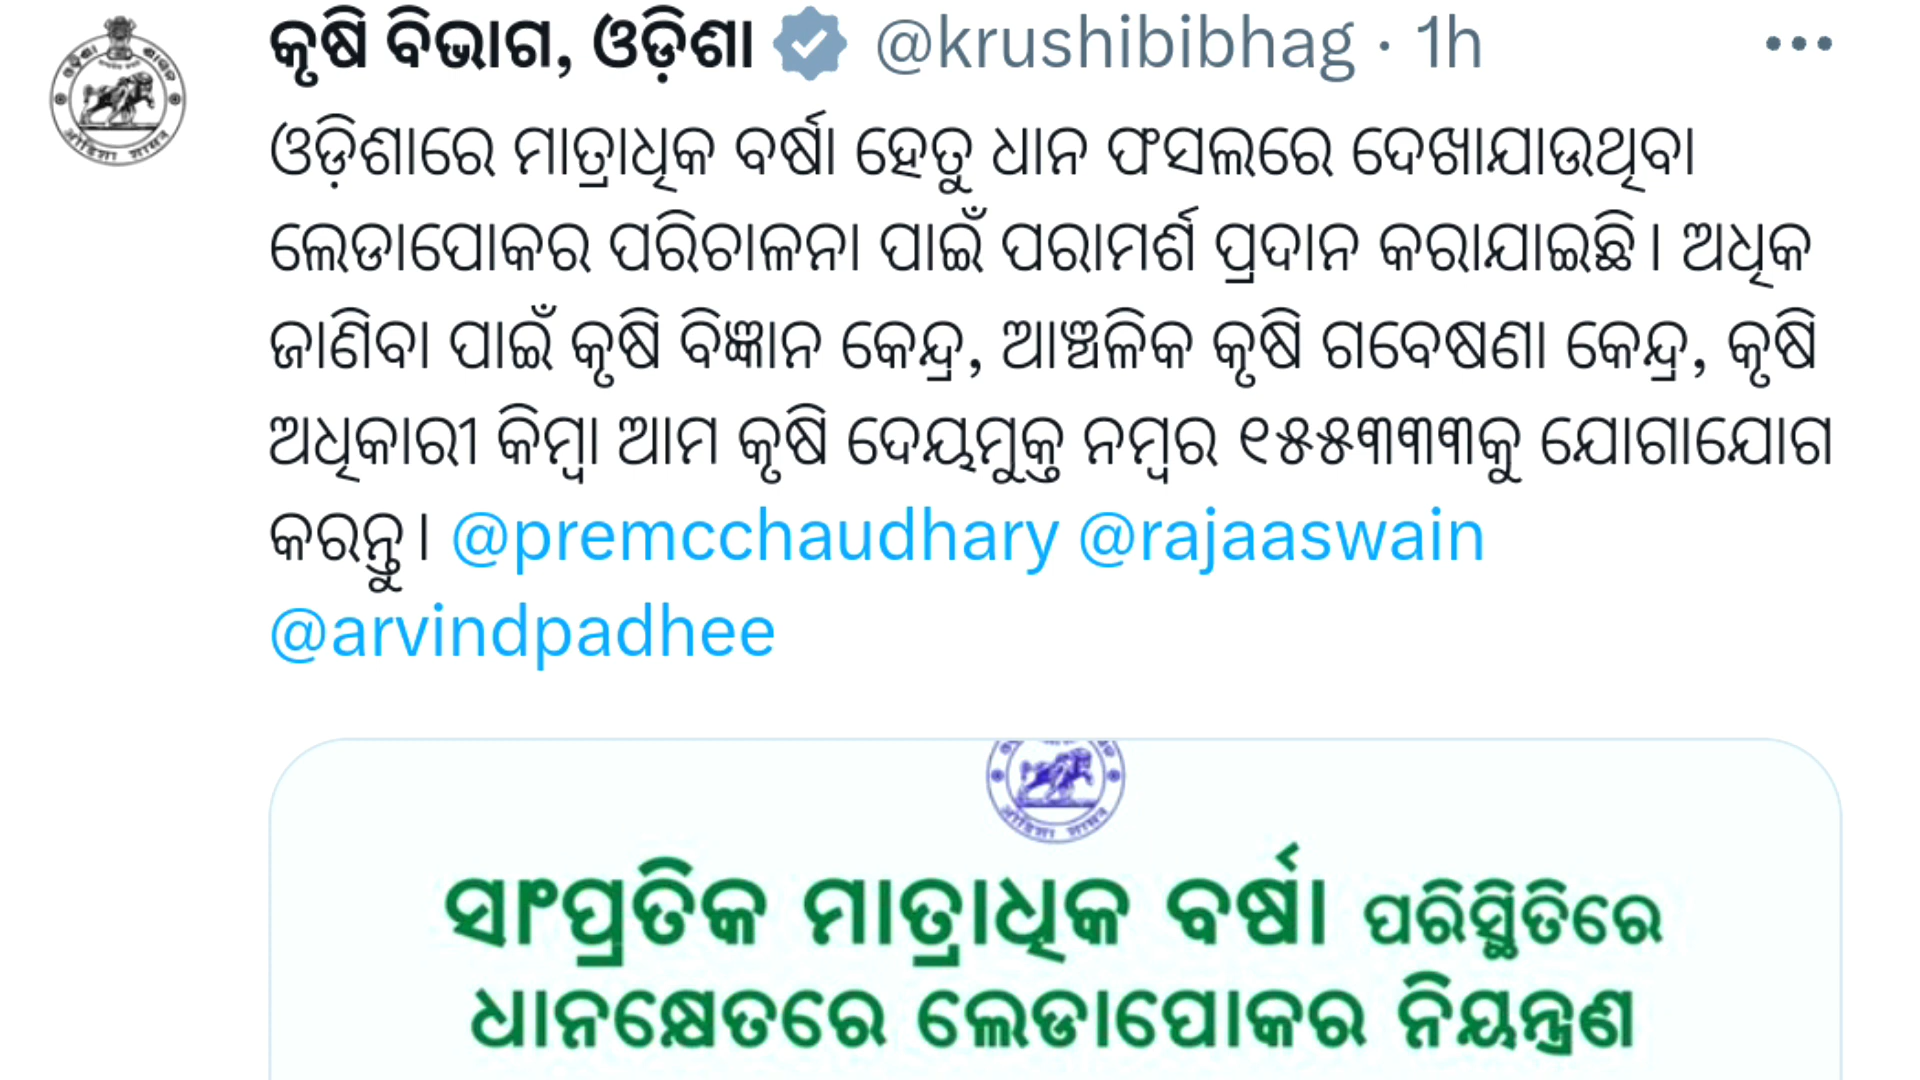 କୃଷି ବିଭାଗ, ଓଡ଼ିଶା @krushibibhag · 1h
ଓଡ଼ିଶାରେ ମାତ୍ରାଧିକ ବର୍ଷା ହେତୁ ଧାନ ଫସଲରେ ଦେଖାଯାଉଥିବା
ଲେଡାପୋକର ପରିଚାଳନା ପାଇଁ ପରାମର୍ଶ ପ୍ରଦାନ କରାଯାଇଛି। ଅଧିକ
ଜାଣିବା ପାଇଁ କୃଷି ବିଜ୍ଞାନ କେନ୍ଦ୍ର, ଆଞ୍ଚଳିକ କୃଷି ଗବେଷଣା କେନ୍ଦ୍ର, କୃଷି
ଅଧିକାରୀ କିମ୍ବା ଆମ କୃଷି ଦେୟମୁକ୍ତ ନମ୍ବର ୧୫୫୩୩୩କୁ ଯୋଗାଯୋଗ
କରନ୍ତୁ। @premcchaudhary @rajaaswain
@arvindpadhee
ସାଂପ୍ରତିକ ମାତ୍ରାଧିକ ବର୍ଷା ପରିସ୍ଥିତିରେ
ଧାନକ୍ଷେତରେ ଲେଡାପୋକର ନିୟନ୍ତ୍ରଣ